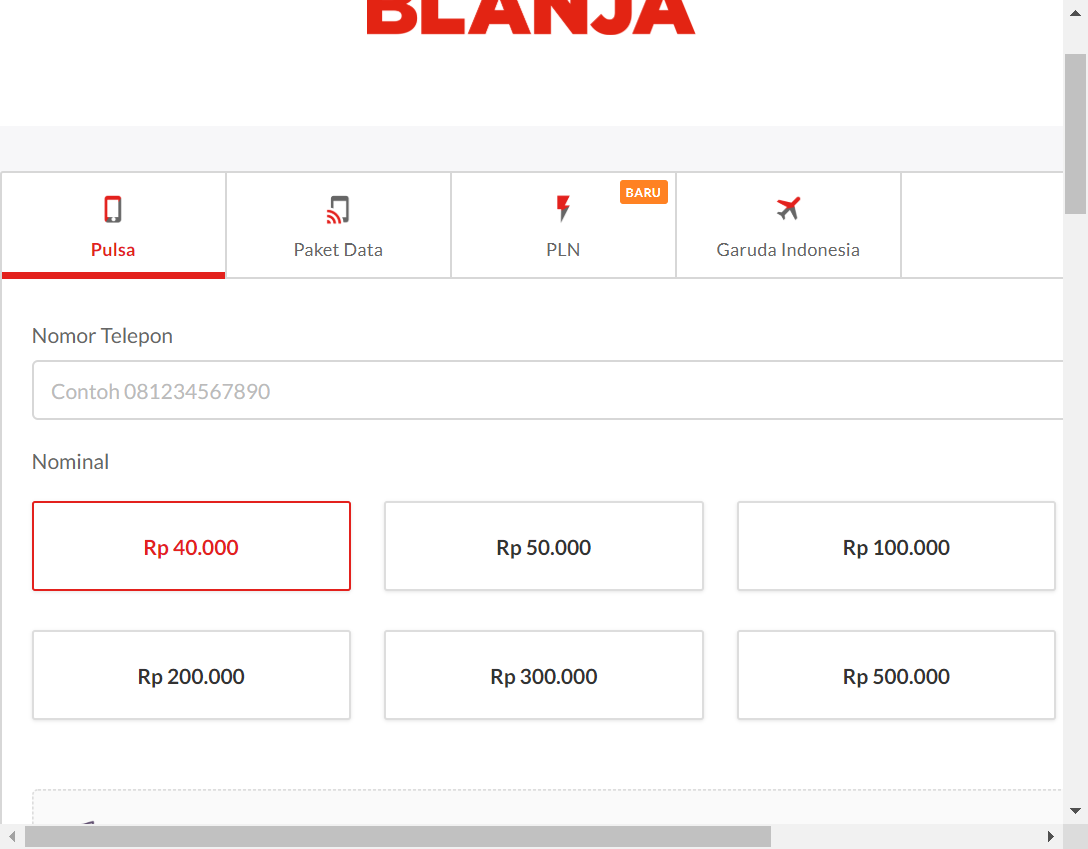 BLANJA
BARU
Pulsa
Paket Data
PLN
Garuda Indonesia
Nomor Telepon
Contoh 081234567890
Nominal
Rp 40.000
Rp 50.000
Rp 100.000
Rp 200.000
Rp 300.000
Rp 500.000